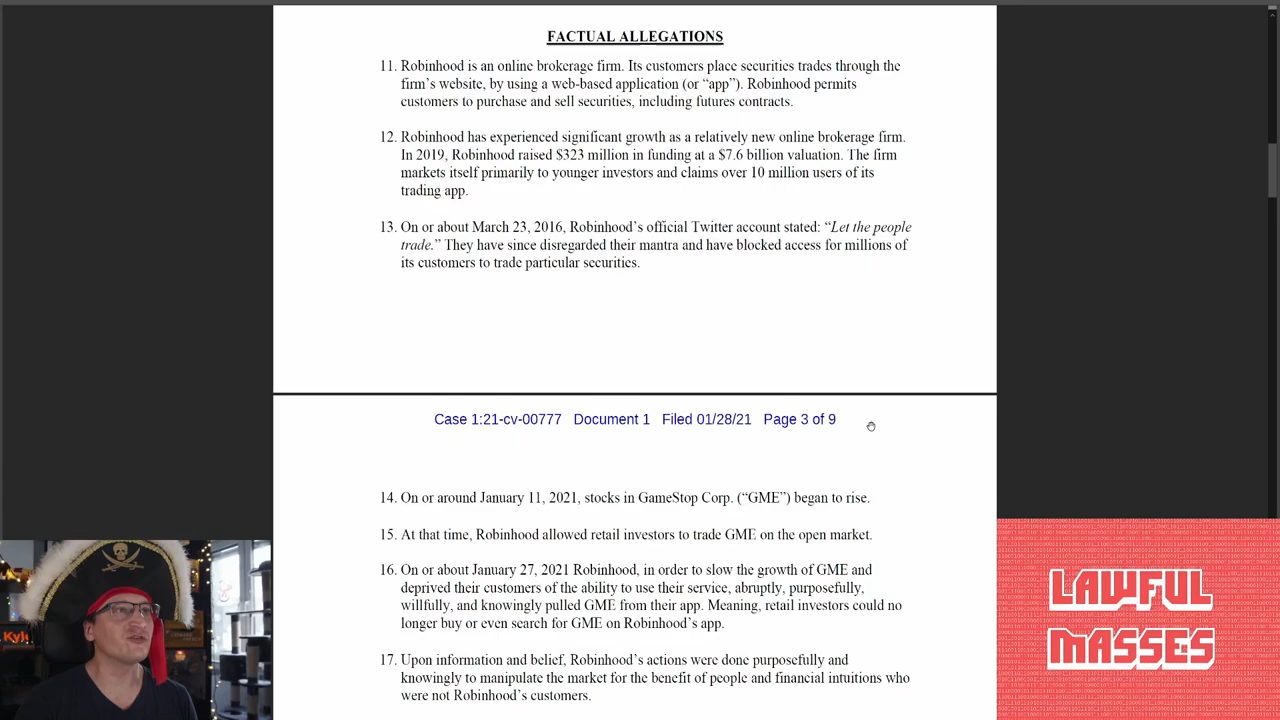 FACTUAL ALLEGATIONS
11. Robinhood is an online brokerage firm. Its customers place securities trades through the
firm's website, by using a web-based application (or “app”). Robinhood permits
customers to purchase and sell securities, including futures contracts.
12. Robinhood has experienced significant growth as a relatively new online brokerage firm.
In 2019, Robinhood raised $323 million in funding at a $7.6 billion valuation. The firm
markets itself primarily to younger investors and claims over 10 million users of its
trading app.
13. On or about March 23, 2016, Robinhood's official Twitter account stated: “Let the people
trade.” They have since disregarded their mantra and have blocked access for millions of
its customers to trade particular securities.
Case 1:21-cv-00777 Document 1 Filed 01/28/21 Page 3 of 9
14. On or around January 11, 2021, stocks in GameStop Corp. (“GME”) began to rise.
15. At that time, Robinhood allowed retail investors to trade GME on the open market.
16. On or about January 27, 2021 Robinhood, in order to slow the growth of GME and
deprived their customers of the ability to use their service, abruptly, purposefully,
willfully, and knowingly pulled GME from their app. Meaning, retail investors could no
longer buy or even search for GME on Robinhood's app.
17. Upon information and belief, Robinhood's actions were done purposefully and
knowingly to manipulate the market for the benefit of people and financial intuitions who
were not Robinhood's customers.
Kyl
LAWFUL
MASSES